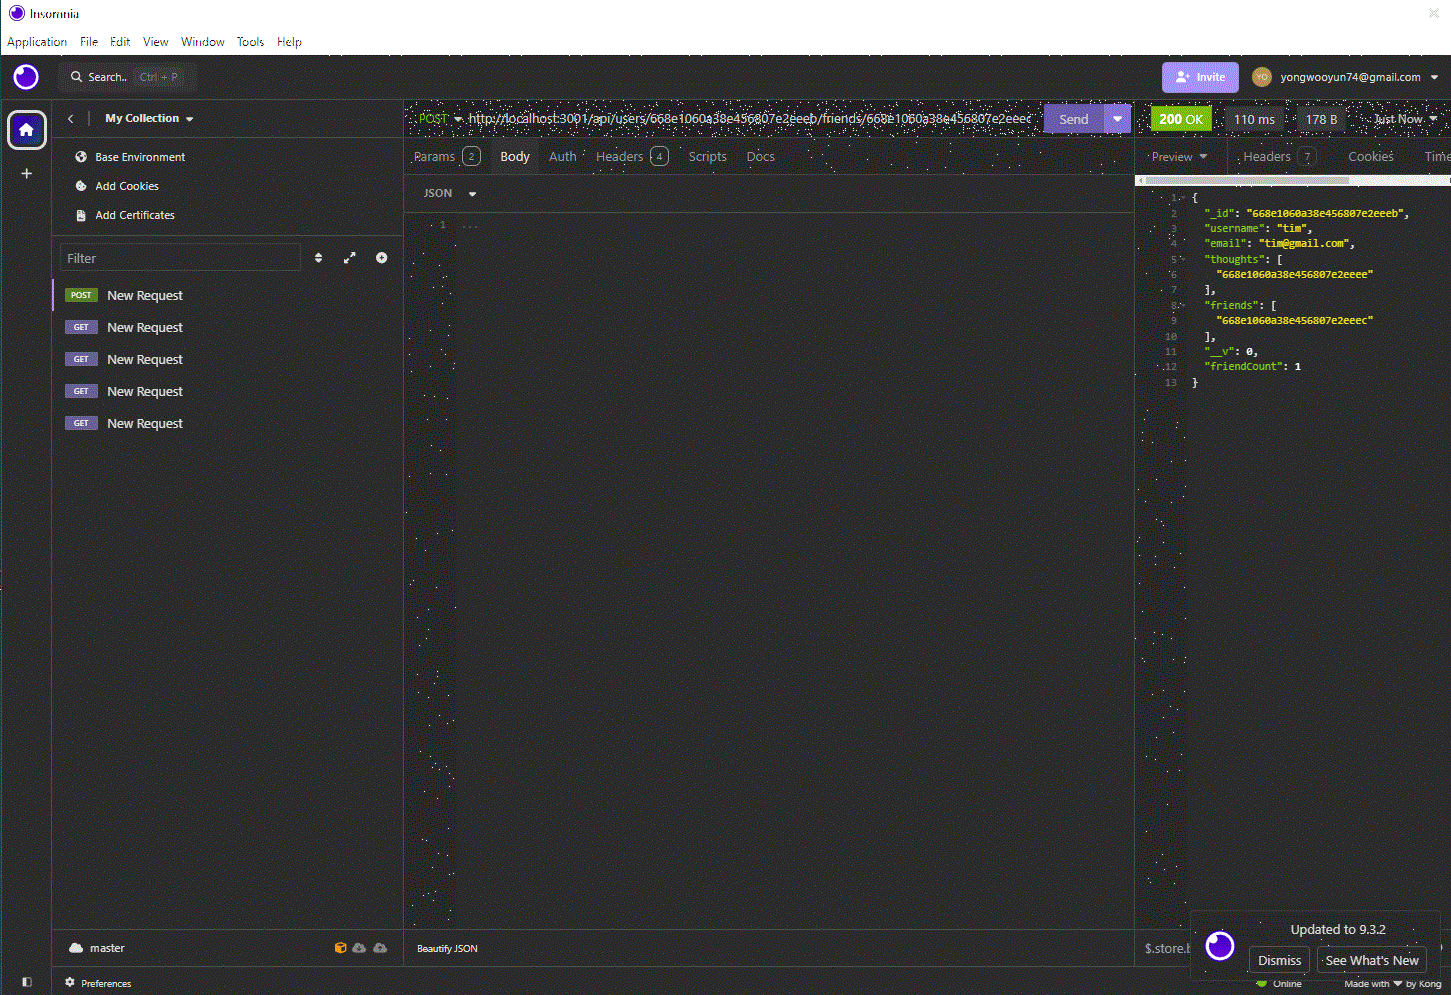 Insomnia
Application File Edit View Window Tools Help
Search.. Ctrl + P
Invite
YO yongwooyun74@gmail.com
My Collection
Base Environment
Add Cookies
Add Certificates
Filter
POST New Request
GET New Request
GET New Request
GET New Request
GET New Request
master
Preferences
POST http://localhost:3001/api/users/668e1060a38e456807e2eeeb/friends/668e1060a38e456807e2eeec
Send
Params 2 Body Auth Headers 4 Scripts Docs
JSON
1 ...
Beautify JSON
200 OK 110 ms 178 B Just Now
Preview Headers 7 Cookies Time
1 {
2 "_id": "668e1060a38e456807e2eeeb",
3 "username": "tim",
4 "email": "tim@gmail.com",
5 "thoughts": [
6 "668e1060a38e456807e2eeee"
7 ],
8 "friends": [
9 "668e1060a38e456807e2eeec"
10 ],
11 "__v": 0,
12 "friendCount": 1
13 }
$.store.b
Updated to 9.3.2
Dismiss See What's New
Online Made with ❤ by Kong